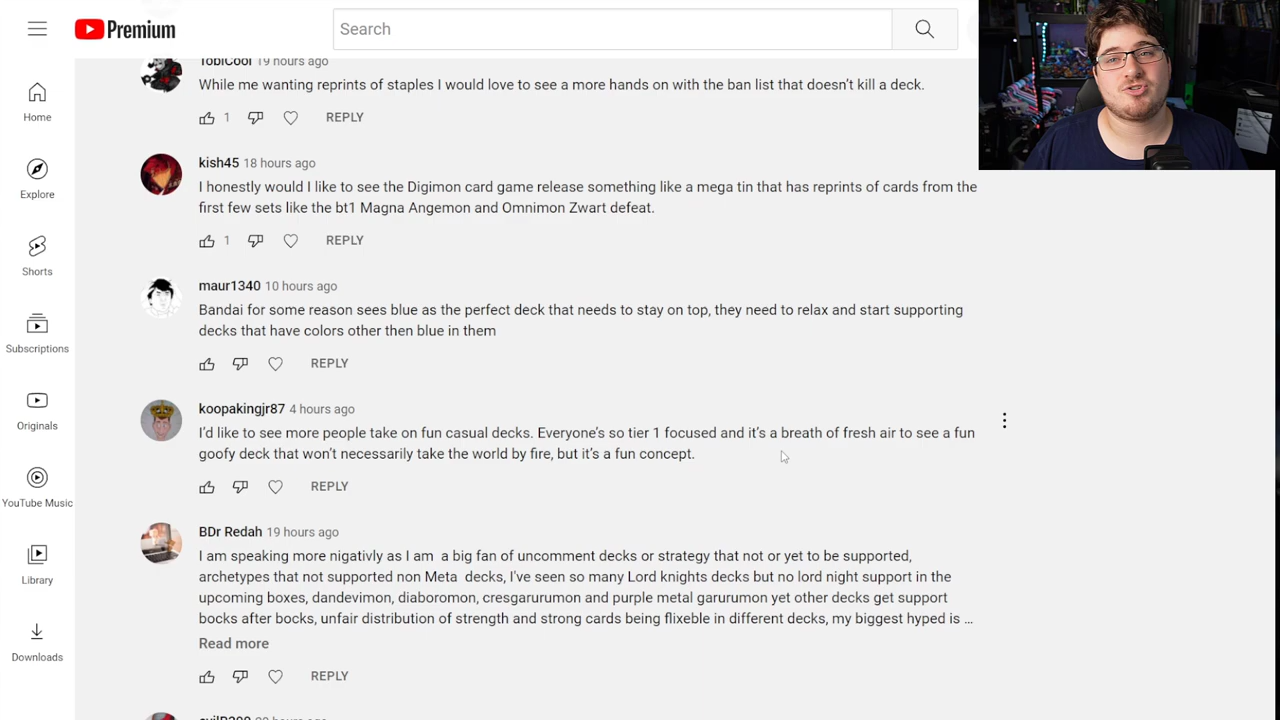 Premium
Search
TobiCool 19 hours ago
While me wanting reprints of staples I would love to see a more hands on with the ban list that doesn't kill a deck.
1 REPLY
kish45 18 hours ago
I honestly would I like to see the Digimon card game release something like a mega tin that has reprints of cards from the
first few sets like the bt1 Magna Angemon and Omnimon Zwart defeat.
1 REPLY
maur1340 10 hours ago
Bandai for some reason sees blue as the perfect deck that needs to stay on top, they need to relax and start supporting
decks that have colors other then blue in them
REPLY
koopakingjr87 4 hours ago
I'd like to see more people take on fun casual decks. Everyone's so tier 1 focused and it's a breath of fresh air to see a fun
goofy deck that won't necessarily take the world by fire, but it's a fun concept.
REPLY
BDr Redah 19 hours ago
I am speaking more nigativly as I am a big fan of uncomment decks or strategy that not or yet to be supported,
archetypes that not supported non Meta decks, I've seen so many Lord knights decks but no lord night support in the
upcoming boxes, dandevimon, diaboromon, cresgarurumon and purple metal garurumon yet other decks get support
bocks after bocks, unfair distribution of strength and strong cards being flixeble in different decks, my biggest hyped is ...
Read more
REPLY
Home
Explore
Shorts
Subscriptions
Originals
YouTube Music
Library
Downloads